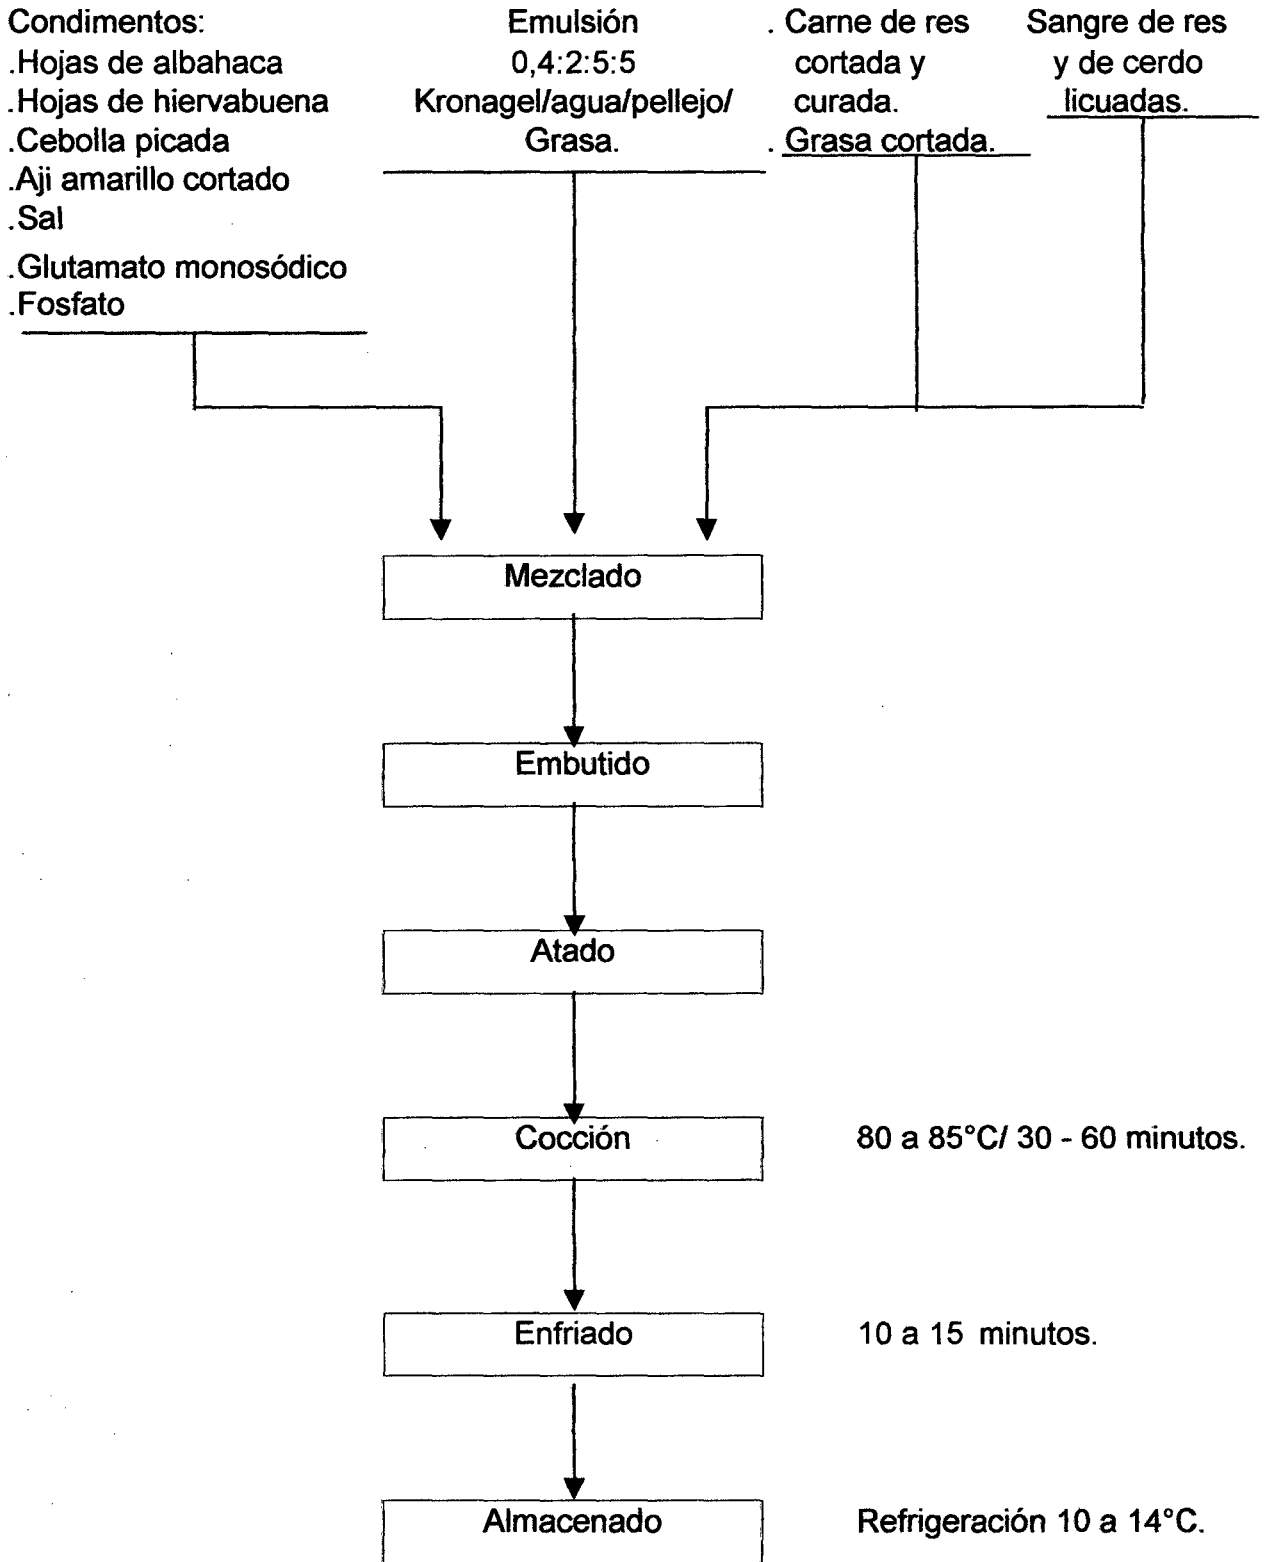 Condimentos:
.Hojas de albahaca
.Hojas de hiervabuena
.Cebolla picada
.Aji amarillo cortado
.Sal
.Glutamato monosódico
.Fosfato
Emulsión
0,4:2:5:5
Kronagel/agua/pellejo/
Grasa.
. Carne de res
cortada y
curada.
. Grasa cortada.
Sangre de res
y de cerdo
licuadas.
Mezclado
Embutido
Atado
Cocción
80 a 85°C/ 30 - 60 minutos.
Enfriado
10 a 15 minutos.
Almacenado
Refrigeración 10 a 14°C.